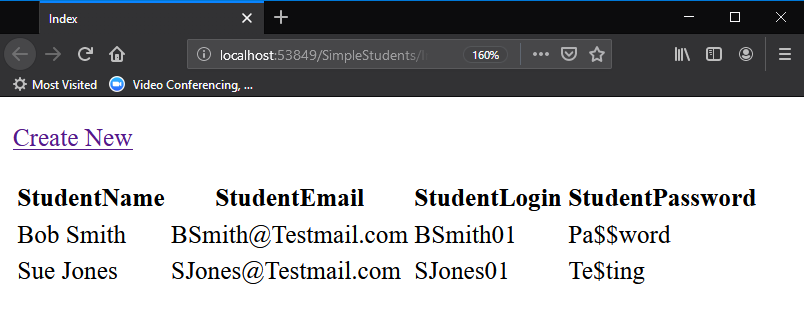 Index
localhost:53849/SimpleStudents/I 160%
Most Visited Video Conferencing, ...
Create New
StudentName StudentEmail StudentLogin StudentPassword
Bob Smith BSmith@Testmail.com BSmith01 Pa$$word
Sue Jones SJones@Testmail.com SJones01 Te$ting